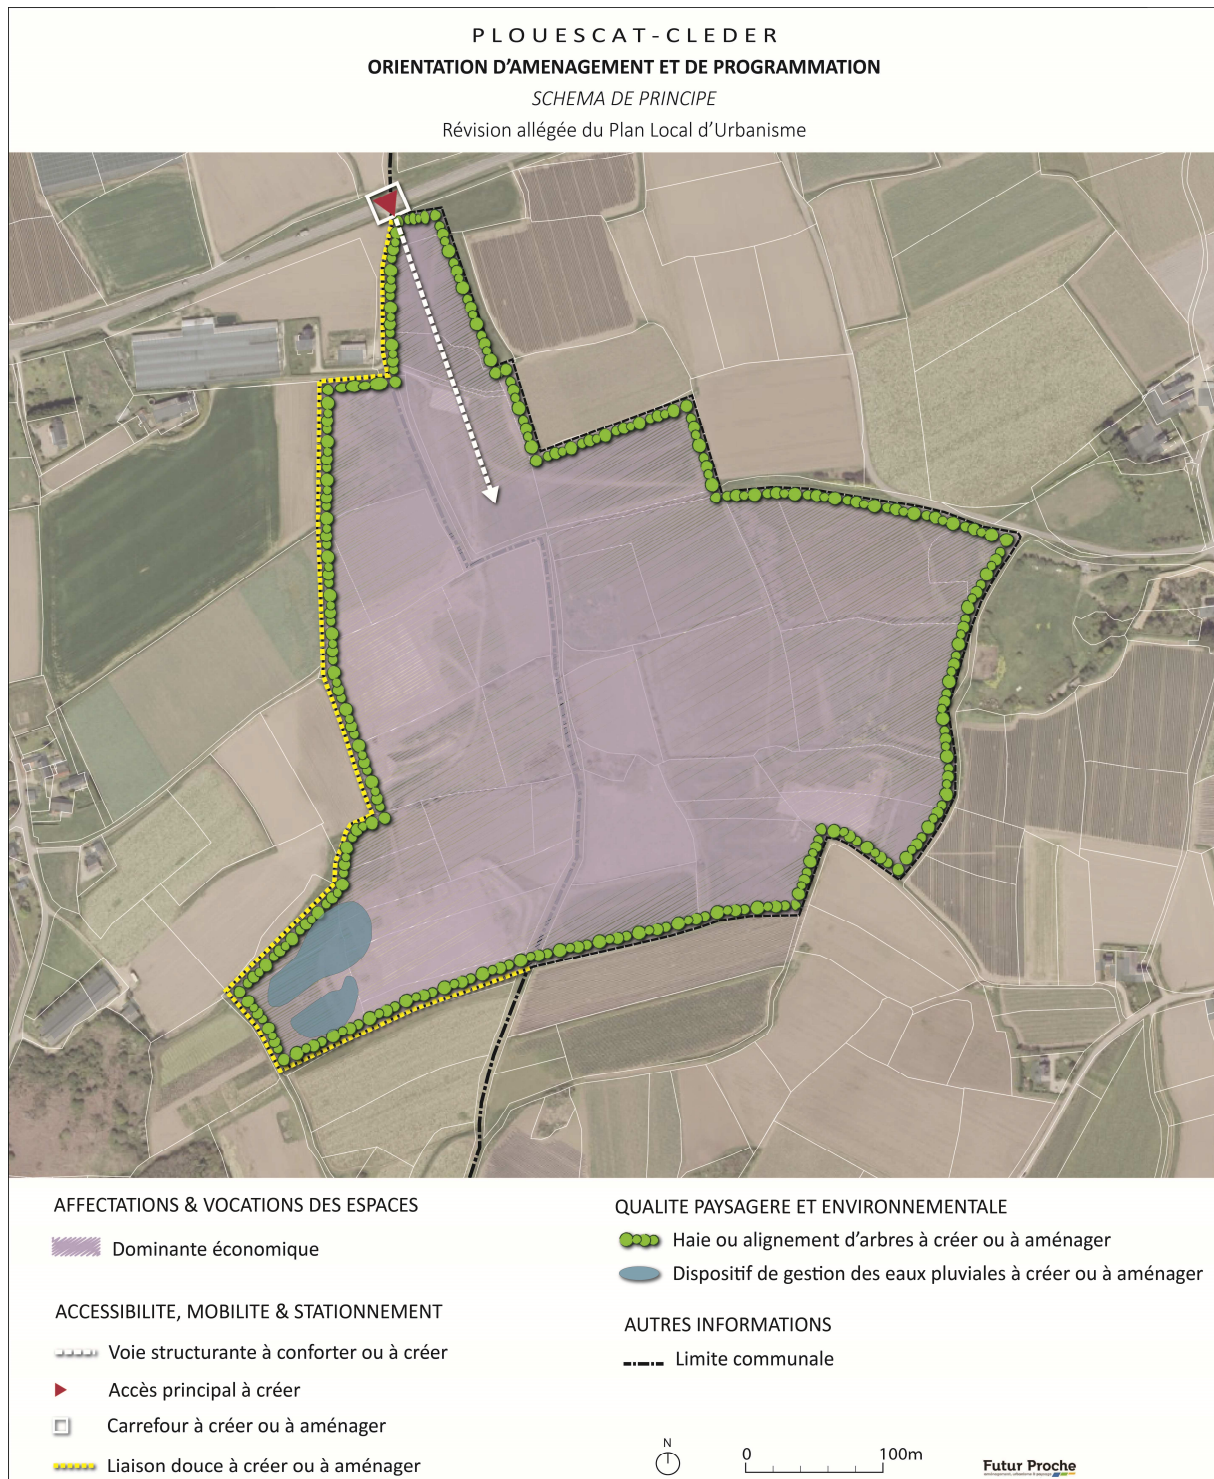 PLOUESCAT-CLEDER
ORIENTATION D'AMENAGEMENT ET DE PROGRAMMATION
SCHEMA DE PRINCIPE
Révision allégée du Plan Local d'Urbanisme
AFFECTATIONS & VOCATIONS DES ESPACES
Dominante économique
ACCESSIBILITE, MOBILITE & STATIONNEMENT
Voie structurante à conforter ou à créer
Accès principal à créer
Carrefour à créer ou à aménager
Liaison douce à créer ou à aménager
QUALITE PAYSAGERE ET ENVIRONNEMENTALE
Haie ou alignement d'arbres à créer ou à aménager
Dispositif de gestion des eaux pluviales à créer ou à aménager
AUTRES INFORMATIONS
Limite communale
N
0 100m
Futur Proche